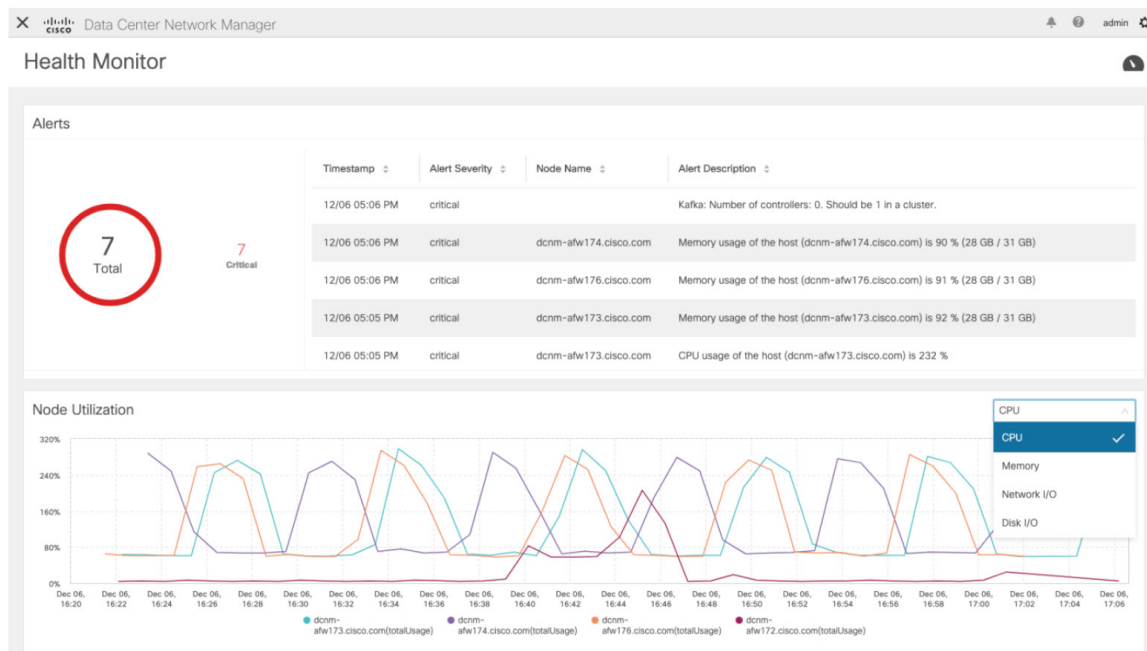 CISCO Data Center Network Manager admin
Health Monitor
Alerts
Timestamp Alert Severity Node Name Alert Description
12/06 05:06 PM critical Kafka: Number of controllers: 0. Should be 1 in a cluster.
12/06 05:06 PM critical dcnm-afw174.cisco.com Memory usage of the host (dcnm-afw174.cisco.com) is 90 % (28 GB / 31 GB)
12/06 05:06 PM critical dcnm-afw176.cisco.com Memory usage of the host (dcnm-afw176.cisco.com) is 91 % (28 GB / 31 GB)
12/06 05:05 PM critical dcnm-afw173.cisco.com Memory usage of the host (dcnm-afw173.cisco.com) is 92 % (28 GB / 31 GB)
12/06 05:05 PM critical dcnm-afw173.cisco.com CPU usage of the host (dcnm-afw173.cisco.com) is 232 %
7
Total
7
Critical
Node Utilization
CPU
CPU
Memory
Network I/O
Disk I/O
320%
240%
160%
80%
0%
Dec 06, Dec 06, Dec 06, Dec 06, Dec 06, Dec 06, Dec 06, Dec 06, Dec 06, Dec 06, Dec 06, Dec 06, Dec 06, Dec 06, Dec 06, Dec 06, Dec 06, Dec 06, Dec 06, Dec 06, Dec 06, Dec 06, Dec 06, Dec 06,
16:20 16:22 16:24 16:26 16:28 16:30 16:32 16:34 16:36 16:38 16:40 16:42 16:44 16:46 16:48 16:50 16:52 16:54 16:56 16:58 17:00 17:02 17:04 17:06
dcnm- dcnm- dcnm- dcnm-
afw173.cisco.com(totalUsage) afw174.cisco.com(totalUsage) afw176.cisco.com(totalUsage) afw172.cisco.com(totalUsage)